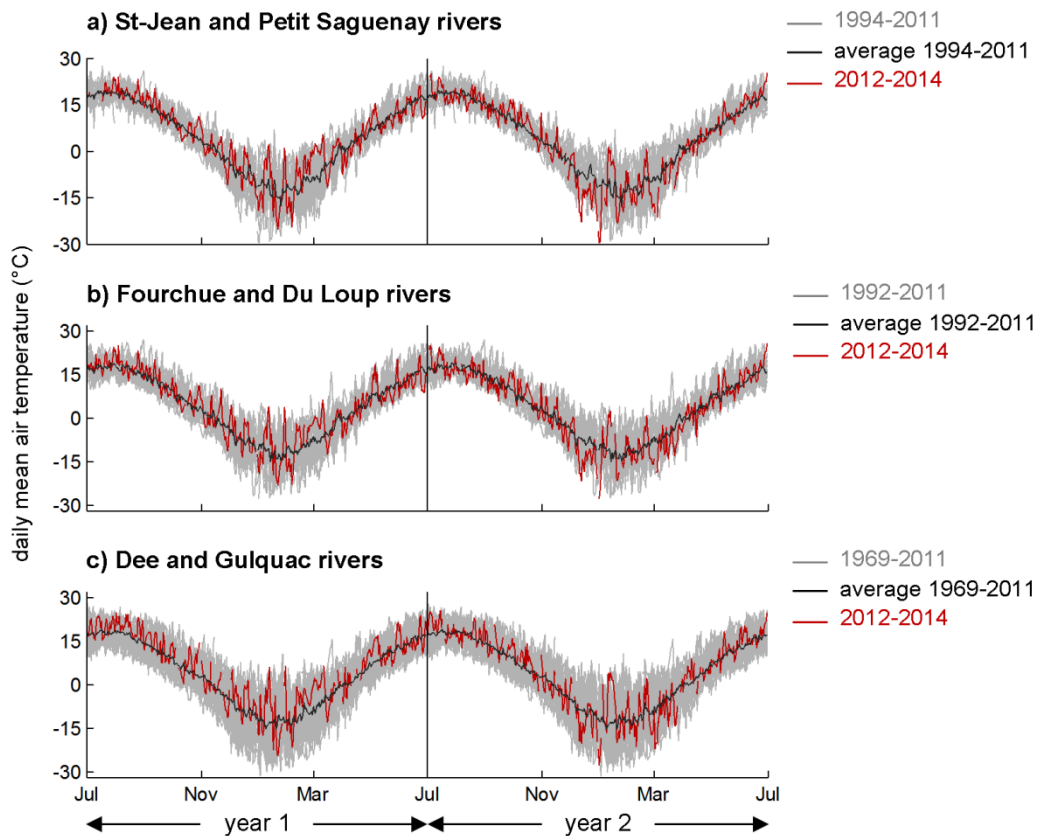 a) St-Jean and Petit Saguenay rivers
1994-2011
average 1994-2011
2012-2014
30
15
0
-15
-30
b) Fourchue and Du Loup rivers
1992-2011
average 1992-2011
2012-2014
30
15
0
-15
-30
daily mean air temperature (°C)
c) Dee and Gulquac rivers
1969-2011
average 1969-2011
2012-2014
30
15
0
-15
-30
Jul Nov Mar Jul Nov Mar Jul
year 1 year 2